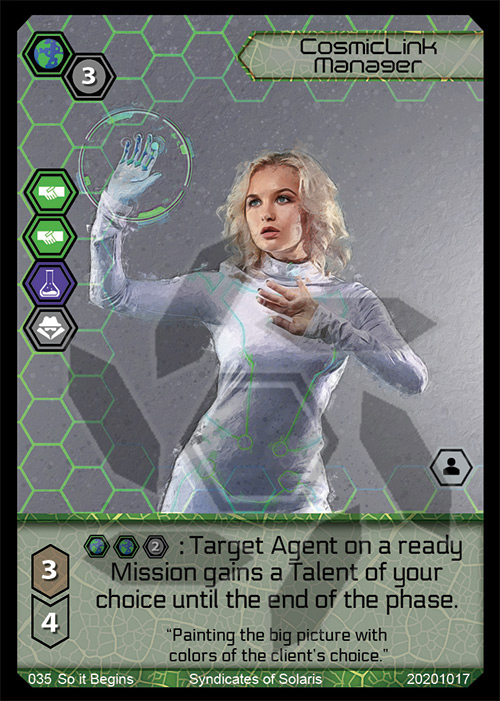 CosmicLink
Manager
3
2 : Target Agent on a ready
Mission gains a Talent of your
choice until the end of the phase.
3
4
“Painting the big picture with
colors of the client's choice.”
035 So it Begins Syndicates of Solaris 20201017